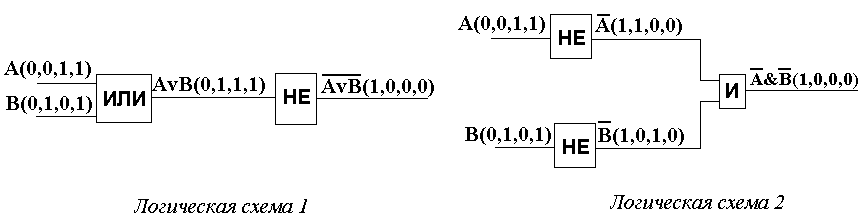 A(0,0,1,1)
B(0,1,0,1)
ИЛИ
AvB(0,1,1,1)
НЕ
A̅v̅B̅(1,0,0,0)
Логическая схема 1
A(0,0,1,1)
НЕ
A̅(1,1,0,0)
B(0,1,0,1)
НЕ
B̅(1,0,1,0)
И
A̅&B̅(1,0,0,0)
Логическая схема 2